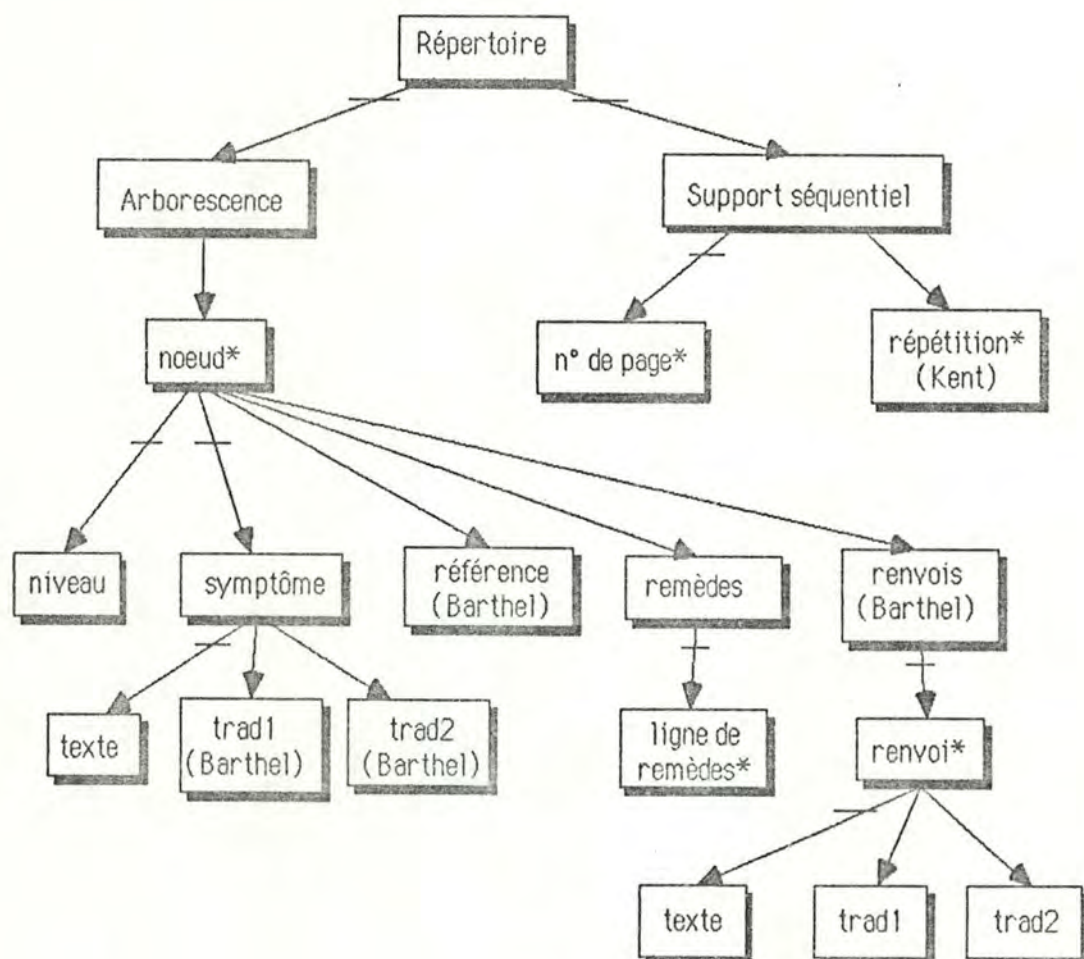 Répertoire
Arborescence
Support séquentiel
noeud*
n° de page*
répétition*
(Kent)
niveau
symptôme
référence
(Barthel)
remèdes
renvois
(Barthel)
texte
trad1
(Barthel)
trad2
(Barthel)
ligne de
remèdes*
renvoi*
texte
trad1
trad2